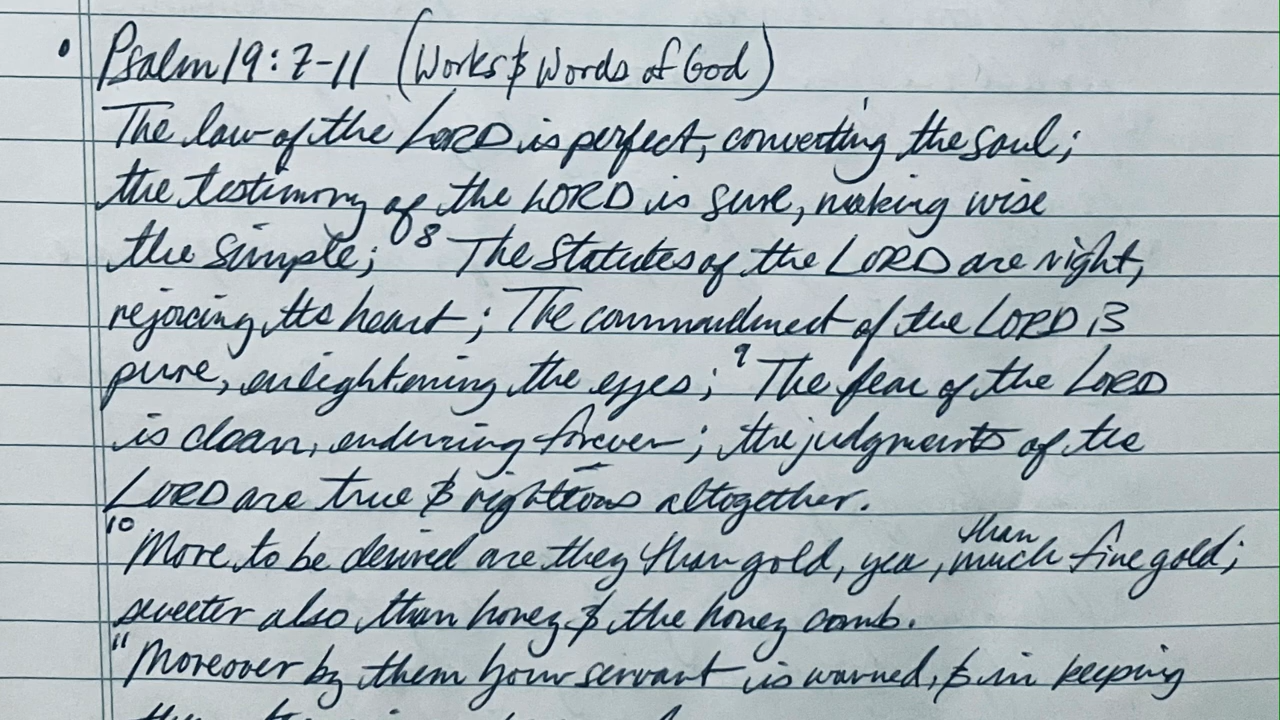 • Psalm 19:7-11 (Works & Words of God)
The law of the LORD is perfect, converting the soul;
the testimony of the LORD is sure, making wise
the simple; 8 The statutes of the LORD are right,
rejoicing the heart; The commandment of the LORD is
pure, enlightening the eyes; 9 The fear of the LORD
is clean, enduring forever; the judgments of the
LORD are true & righteous altogether.
10 More to be desired are they than gold, yea, than much fine gold;
sweeter also than honey & the honey comb.
11 Moreover by them your servant is warned, & in keeping